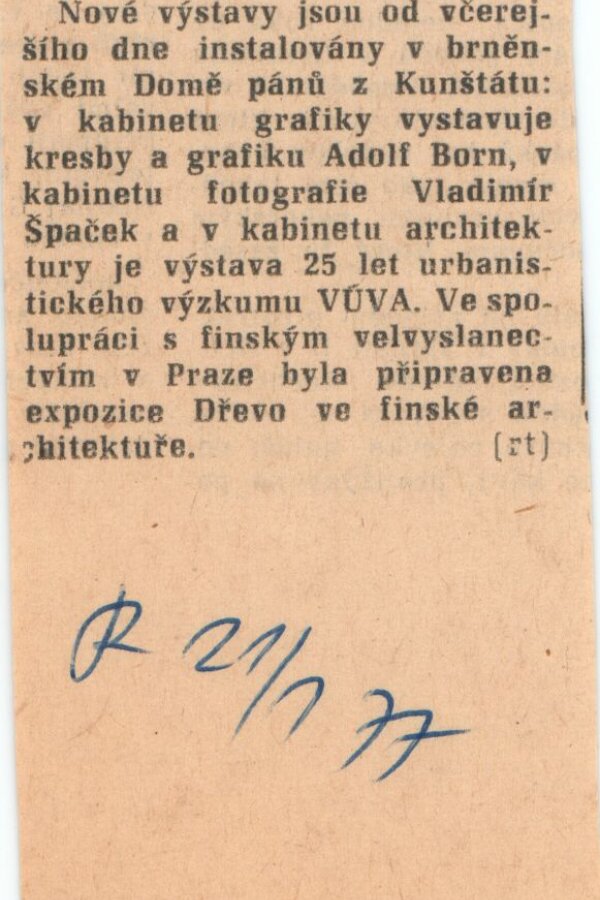 Nové výstavy jsou od včerej-
šího dne instalovány v brněn-
ském Domě pánů z Kunštátu:
v kabinetu grafiky vystavuje
kresby a grafiku Adolf Born, v
kabinetu fotografie Vladimír
Špaček a v kabinetu architek-
tury je výstava 25 let urbanis-
tického výzkumu VÚVA. Ve spo-
lupráci s finským velvyslanec-
tvím v Praze byla připravena
expozice Dřevo ve finské ar-
chitektuře. (rt)
R 21/1 77